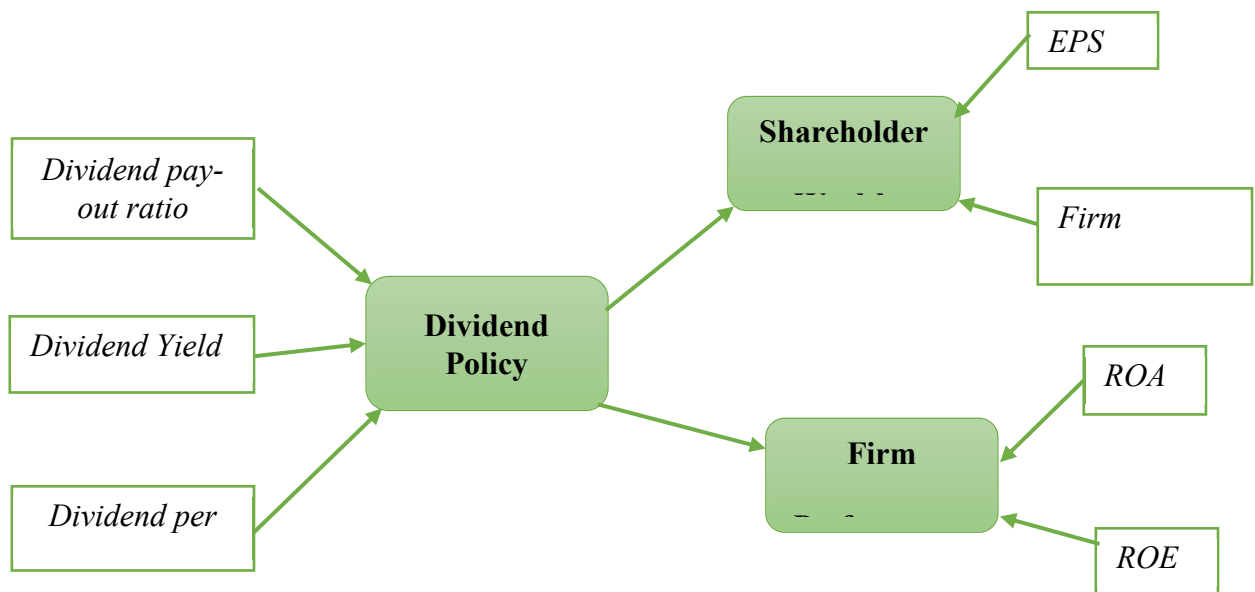 EPS
Shareholder
Dividend pay-
out ratio
Firm
Dividend
Policy
Dividend Yield
ROA
Firm
Dividend per
ROE